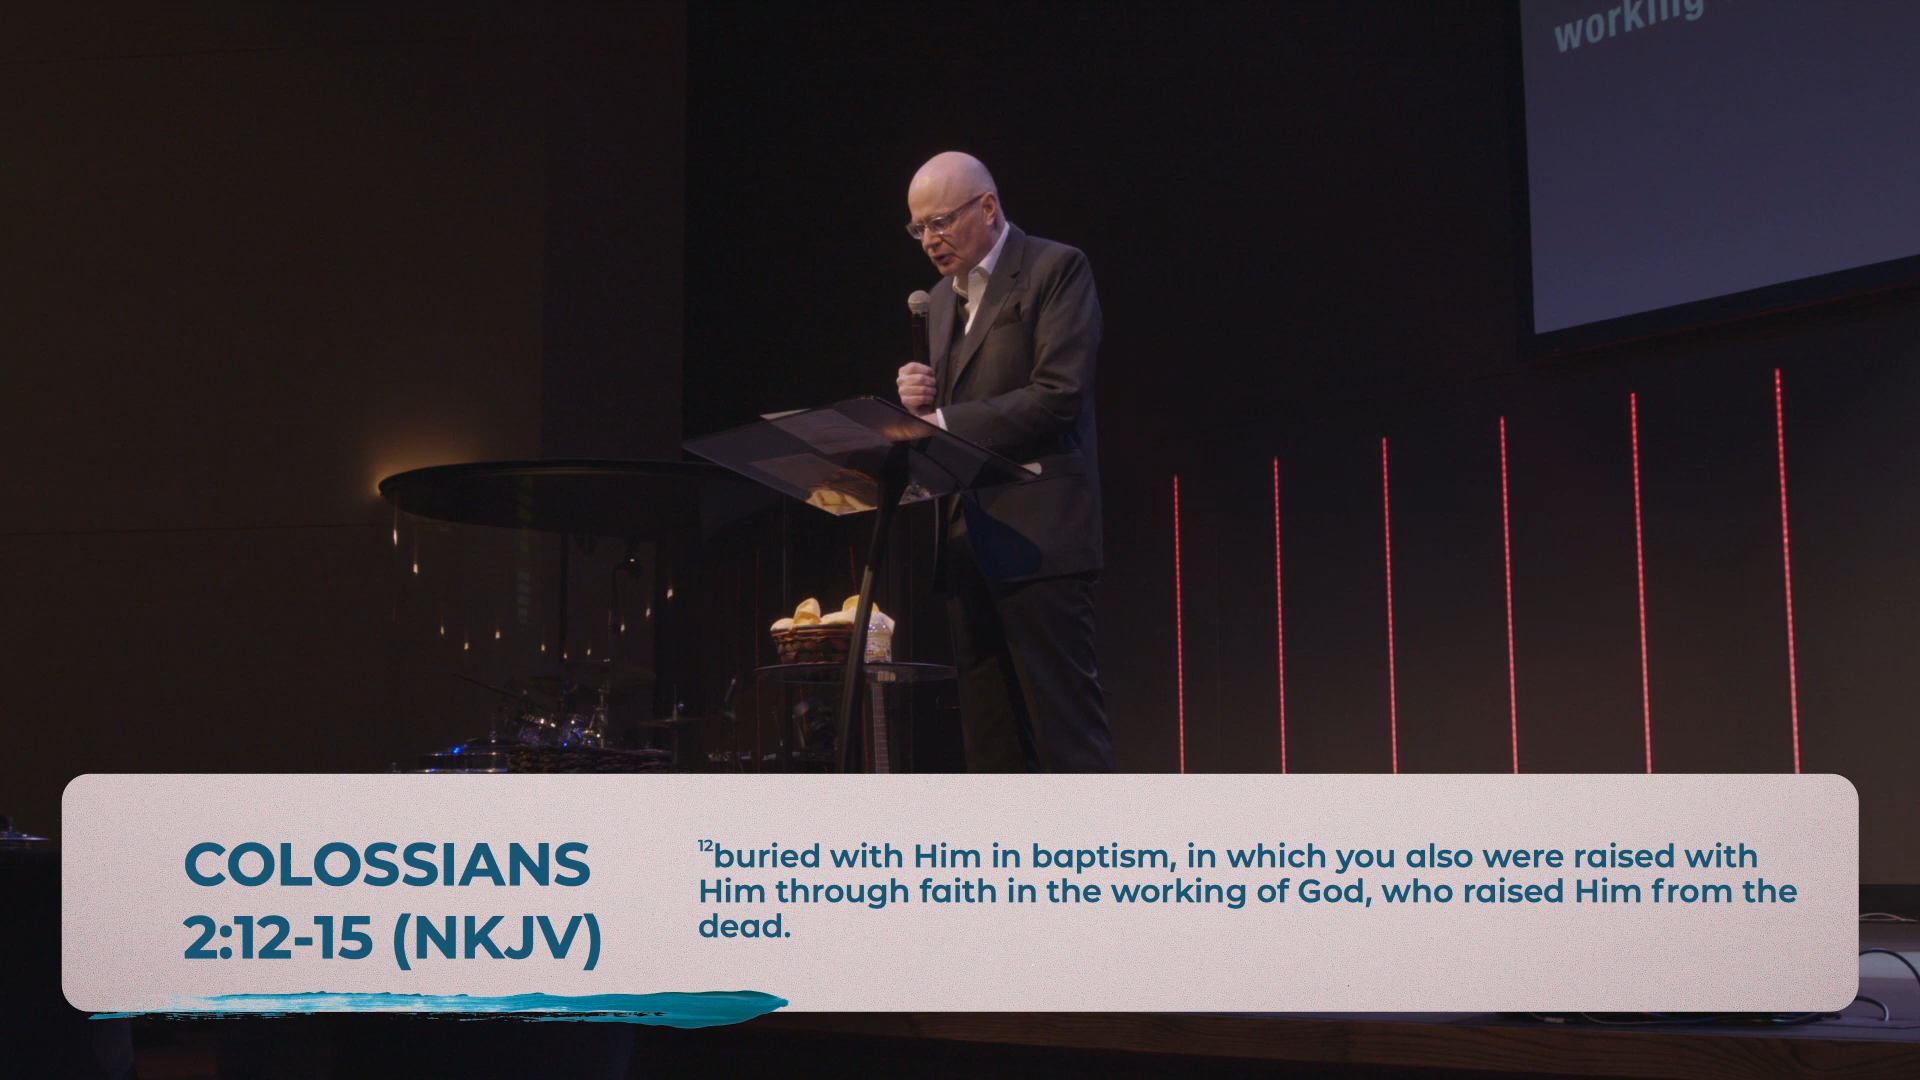 working
COLOSSIANS
2:12-15 (NKJV)
12buried with Him in baptism, in which you also were raised with
Him through faith in the working of God, who raised Him from the
dead.